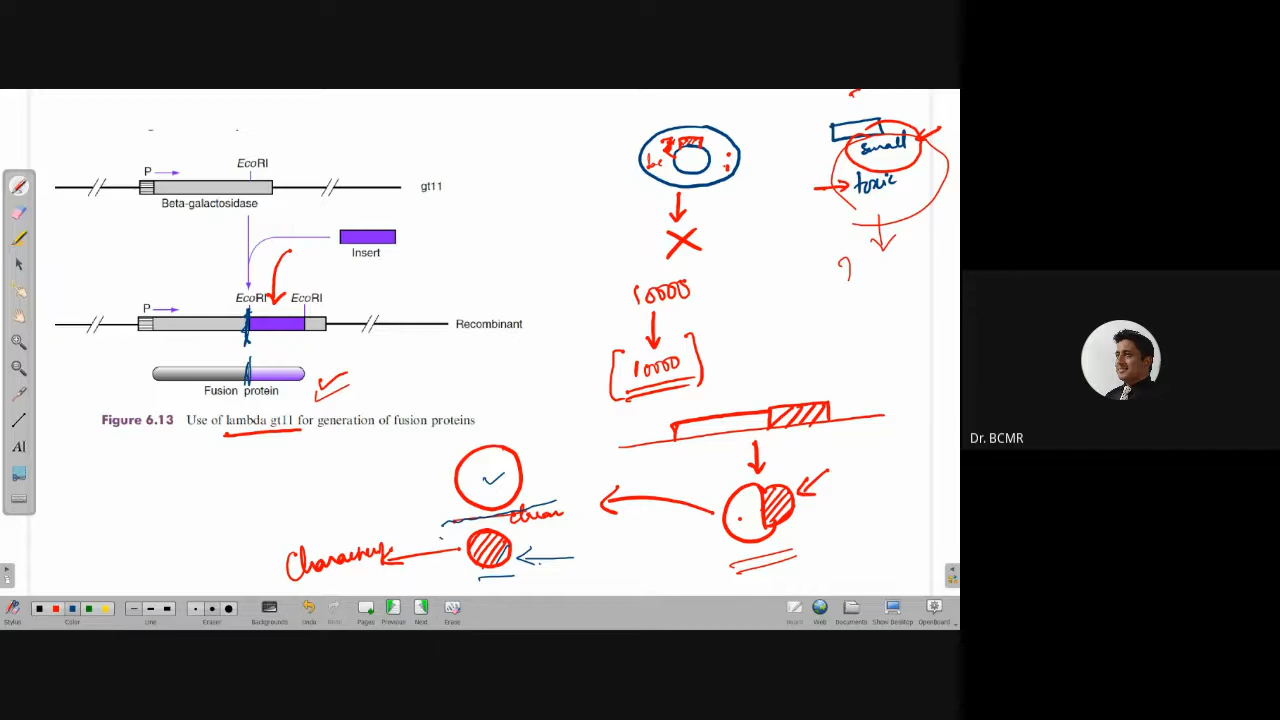 EcoRI
P
gt11
Beta-galactosidase
Insert
EcoRI EcoRI
P
Recombinant
Fusion protein
Figure 6.13 Use of lambda gt11 for generation of fusion proteins
small
toxic
?
10000
10000
Dr. BCMR
Stylus
Color
Line
Eraser
Backgrounds
Undo
Redo
Pages
Previous
Next
Erase
Board
Web
Documents
Show Desktop
OpenBoard